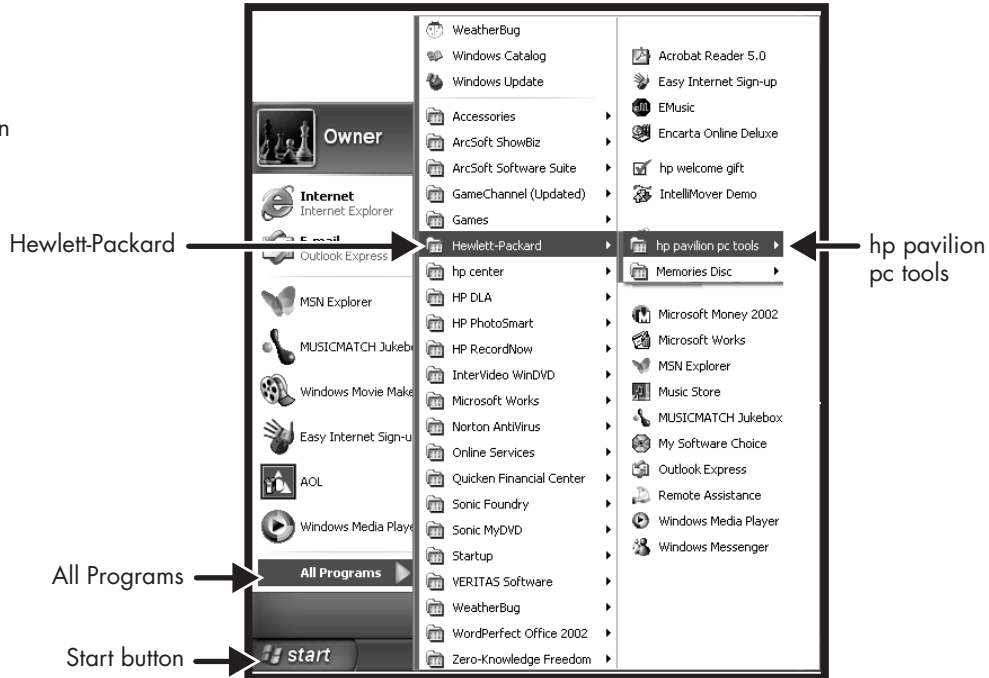 n
Hewlett-Packard
All Programs
Start button
Owner
Internet
Internet Explorer
E-mail
Outlook Express
MSN Explorer
MUSICMATCH Jukeb
Windows Movie Make
Easy Internet Sign-u
AOL
Windows Media Playe
All Programs
start
WeatherBug
Windows Catalog
Windows Update
Accessories
ArcSoft ShowBiz
ArcSoft Software Suite
GameChannel (Updated)
Games
Hewlett-Packard
hp center
HP DLA
HP PhotoSmart
HP RecordNow
InterVideo WinDVD
Microsoft Works
Norton AntiVirus
Online Services
Quicken Financial Center
Sonic Foundry
Sonic MyDVD
Startup
VERITAS Software
WeatherBug
WordPerfect Office 2002
Zero-Knowledge Freedom
Acrobat Reader 5.0
Easy Internet Sign-up
eM
EMusic
Encarta Online Deluxe
hp welcome gift
IntelliMover Demo
hp pavilion pc tools
Memories Disc
Microsoft Money 2002
Microsoft Works
MSN Explorer
Music Store
MUSICMATCH Jukebox
My Software Choice
Outlook Express
Remote Assistance
Windows Media Player
Windows Messenger
hp pavilion
pc tools